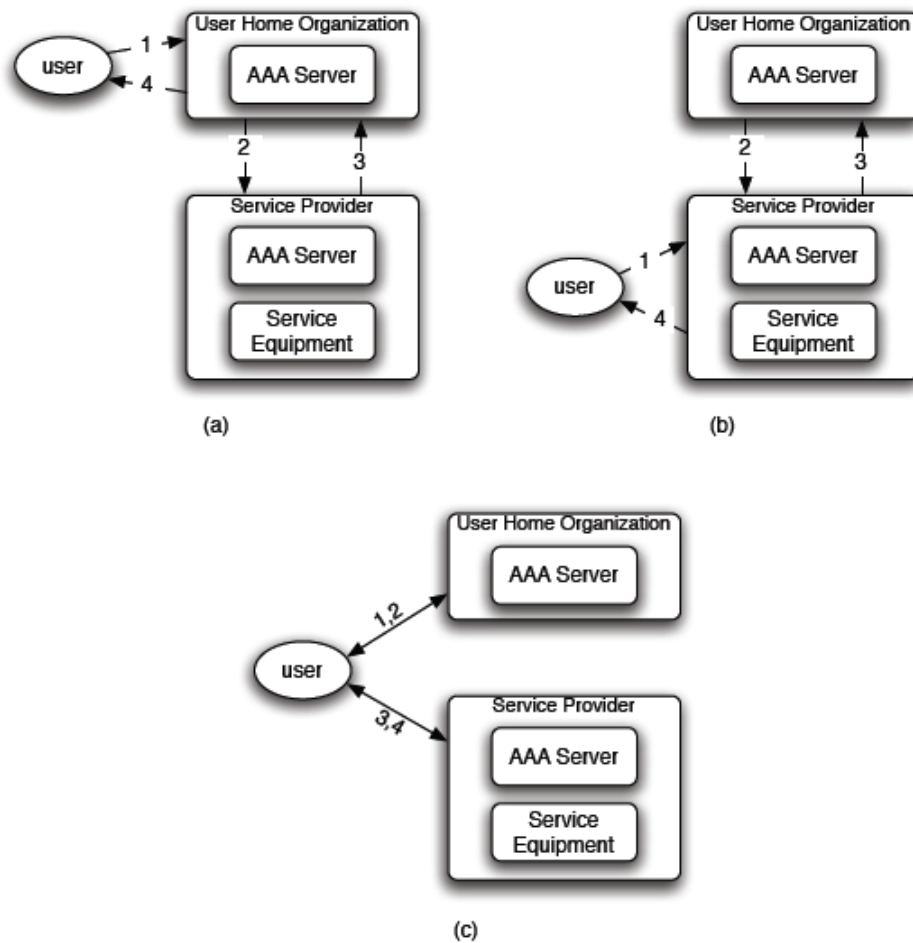 User Home Organization
AAA Server
user
1
4
2
3
Service Provider
AAA Server
Service
Equipment
(a)
User Home Organization
AAA Server
2
3
Service Provider
AAA Server
user
1
4
Service
Equipment
(b)
User Home Organization
AAA Server
1,2
user
3,4
Service Provider
AAA Server
Service
Equipment
(c)